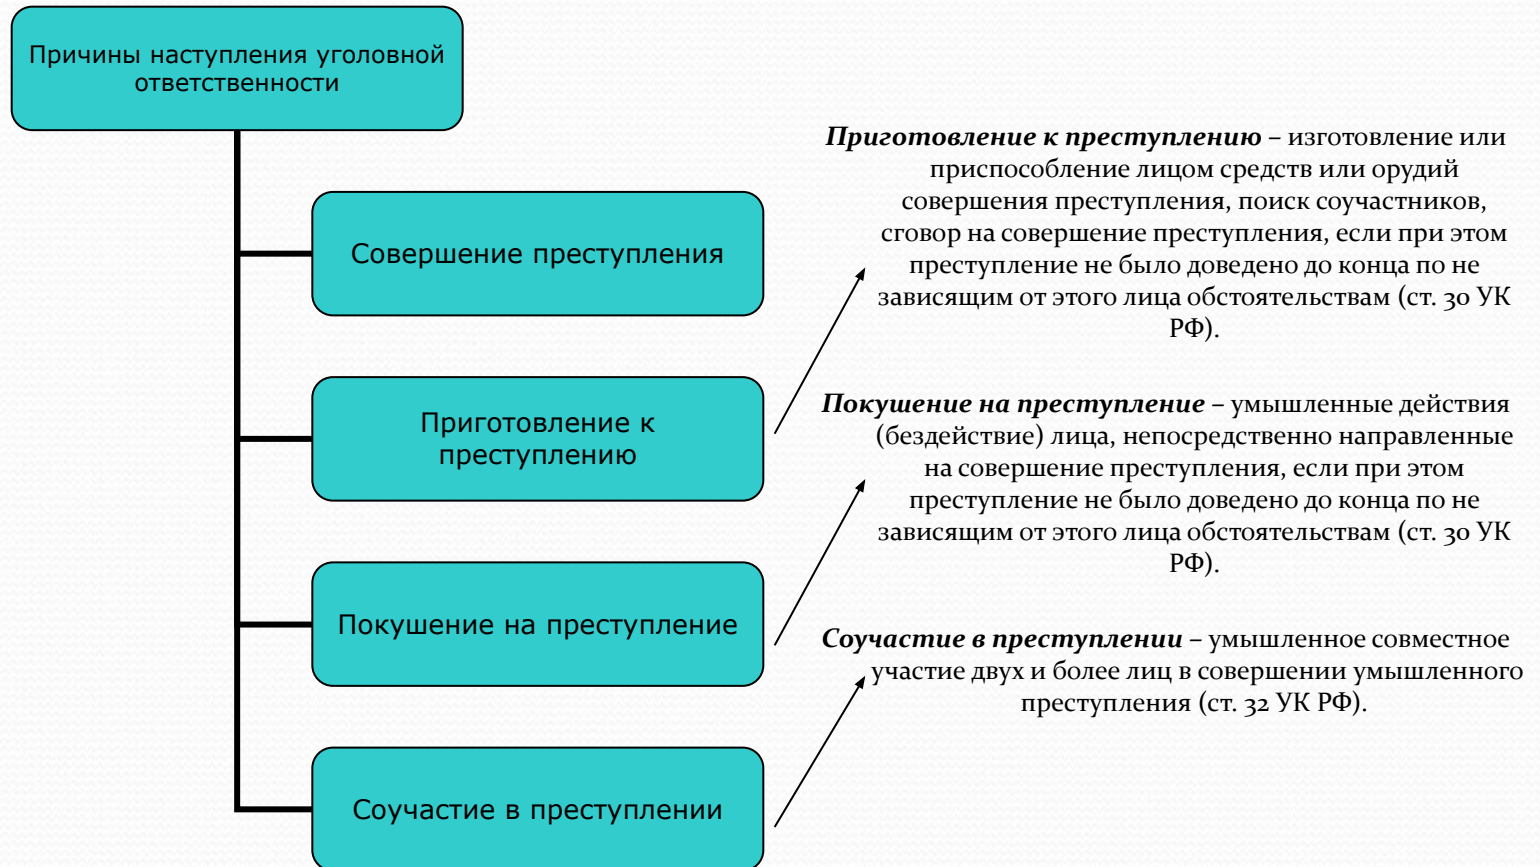 Причины наступления уголовной
ответственности
Совершение преступления
Приготовление к
преступлению
Покушение на преступление
Соучастие в преступлении
Приготовление к преступлению – изготовление или
приспособление лицом средств или орудий
совершения преступления, поиск соучастников,
сговор на совершение преступления, если при этом
преступление не было доведено до конца по не
зависящим от этого лица обстоятельствам (ст. 30 УК
РФ).
Покушение на преступление – умышленные действия
(бездействие) лица, непосредственно направленные
на совершение преступления, если при этом
преступление не было доведено до конца по не
зависящим от этого лица обстоятельствам (ст. 30 УК
РФ).
Соучастие в преступлении – умышленное совместное
участие двух и более лиц в совершении умышленного
преступления (ст. 32 УК РФ).